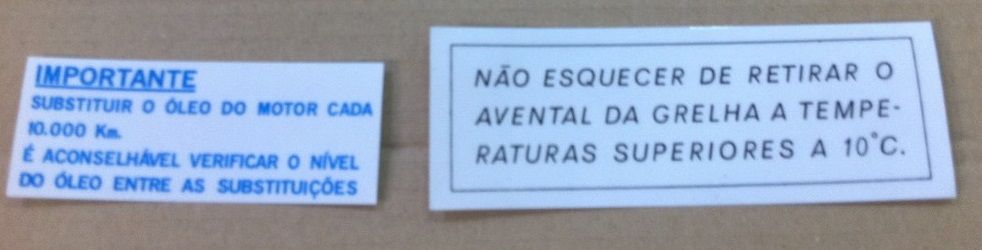 IMPORTANTE
SUBSTITUIR O ÓLEO DO MOTOR CADA
10.000 Km.
É ACONSELHÁVEL VERIFICAR O NÍVEL
DO ÓLEO ENTRE AS SUBSTITUIÇÕES
NÃO ESQUECER DE RETIRAR O
AVENTAL DA GRELHA A TEMPE-
RATURAS SUPERIORES A 10°C.